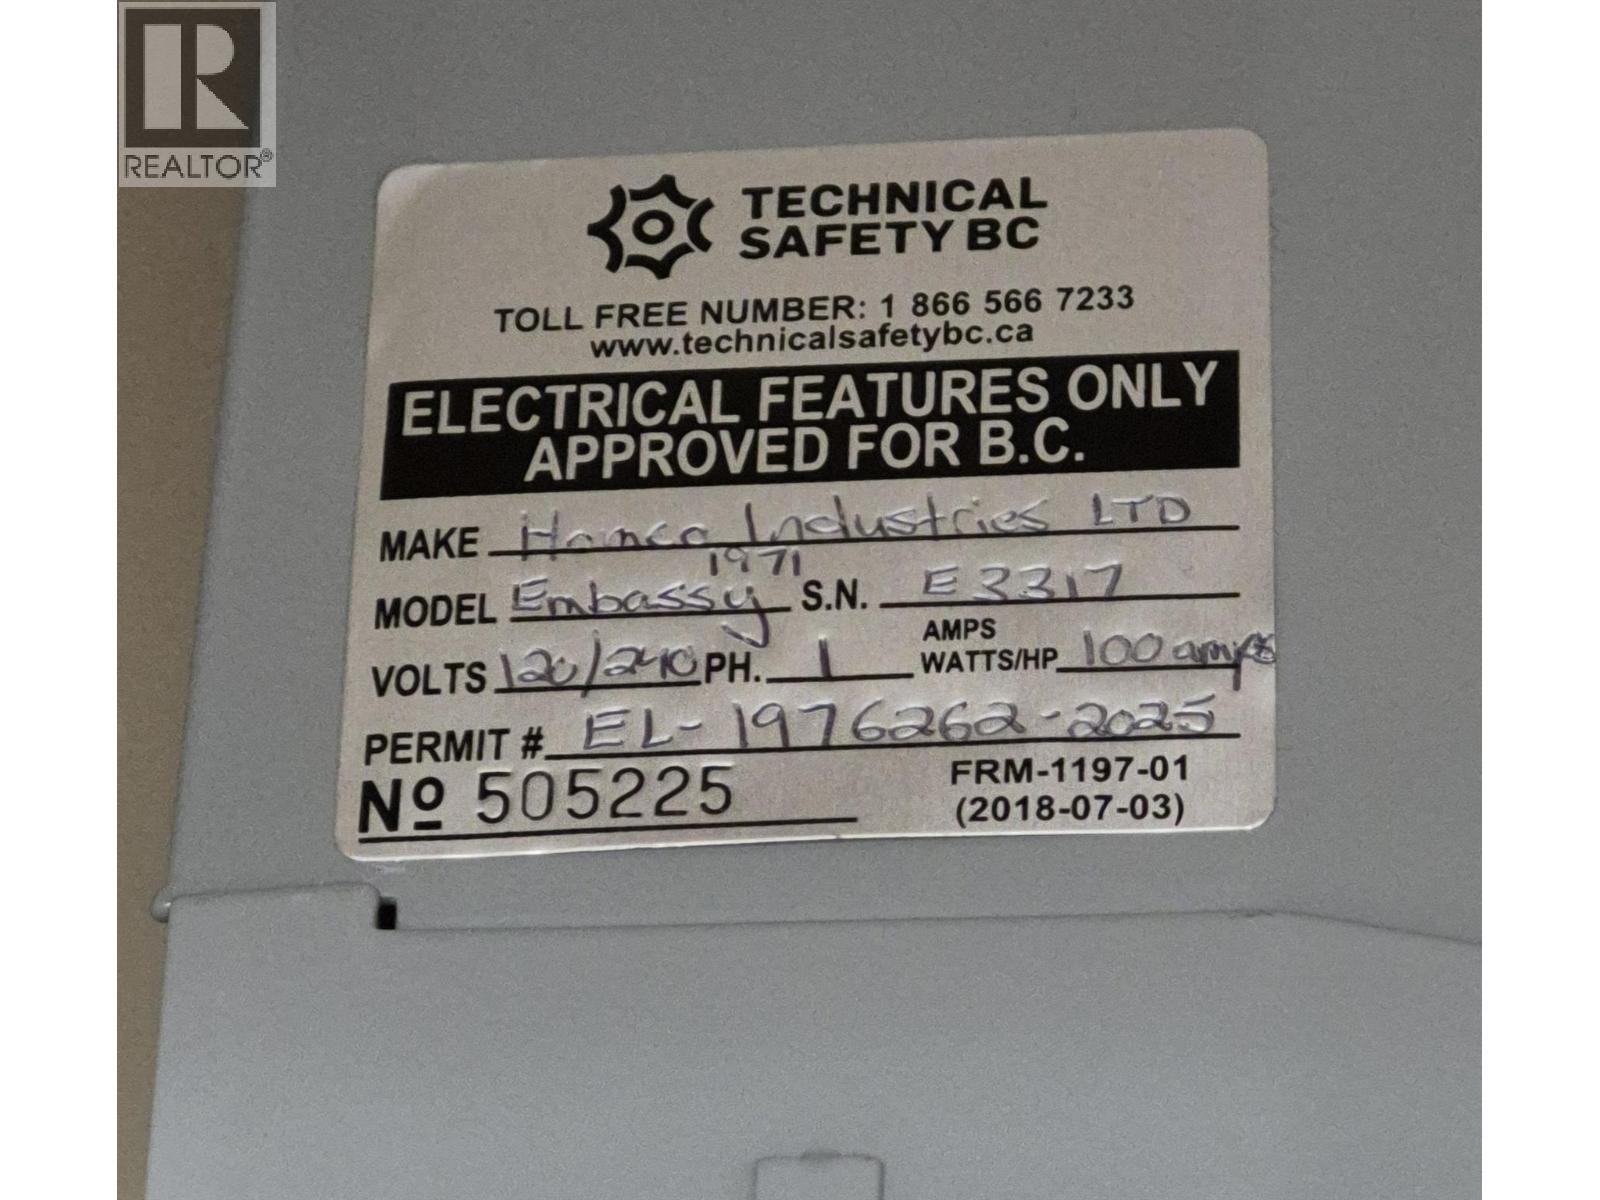 REALTOR®
TECHNICAL
SAFETY BC
TOLL FREE NUMBER: 1 866 566 7233
www.technicalsafetybc.ca
ELECTRICAL FEATURES ONLY
APPROVED FOR B.C.
MAKE Homco Industries LTD
1971
MODEL Embassy S.N. E3317
VOLTS 120/240 PH. 1 AMPS WATTS/HP 100 amps
PERMIT # EL-1976262-2025
Nº 505225
FRM-1197-01
(2018-07-03)